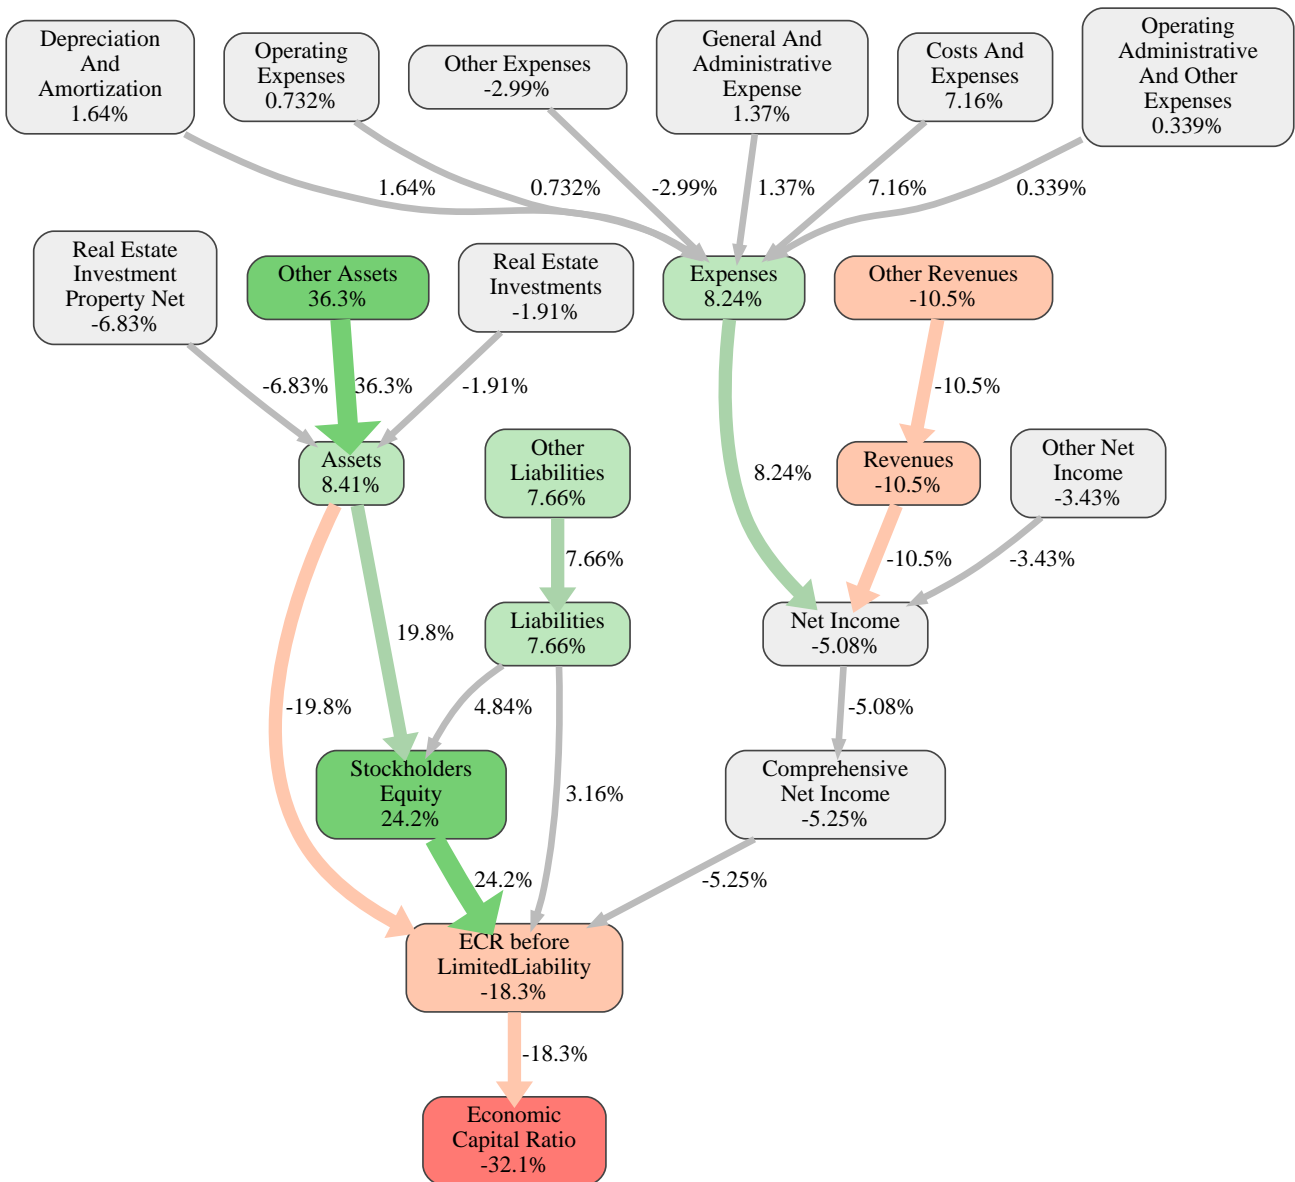 Depreciation
And
Amortization
1.64%
Operating
Expenses
0.732%
Other Expenses
-2.99%
General And
Administrative
Expense
1.37%
Costs And
Expenses
7.16%
Operating
Administrative
And Other
Expenses
0.339%
1.64%
0.732%
-2.99%
1.37%
7.16%
0.339%
Real Estate
Investment
Property Net
-6.83%
Other Assets
36.3%
Real Estate
Investments
-1.91%
Expenses
8.24%
Other Revenues
-10.5%
-6.83%
36.3%
-1.91%
-10.5%
Assets
8.41%
Other
Liabilities
7.66%
8.24%
Revenues
-10.5%
Other Net
Income
-3.43%
7.66%
-10.5%
-3.43%
19.8%
Liabilities
7.66%
Net Income
-5.08%
-19.8%
4.84%
-5.08%
Stockholders
Equity
24.2%
3.16%
Comprehensive
Net Income
-5.25%
24.2%
-5.25%
ECR before
LimitedLiability
-18.3%
-18.3%
Economic
Capital Ratio
-32.1%